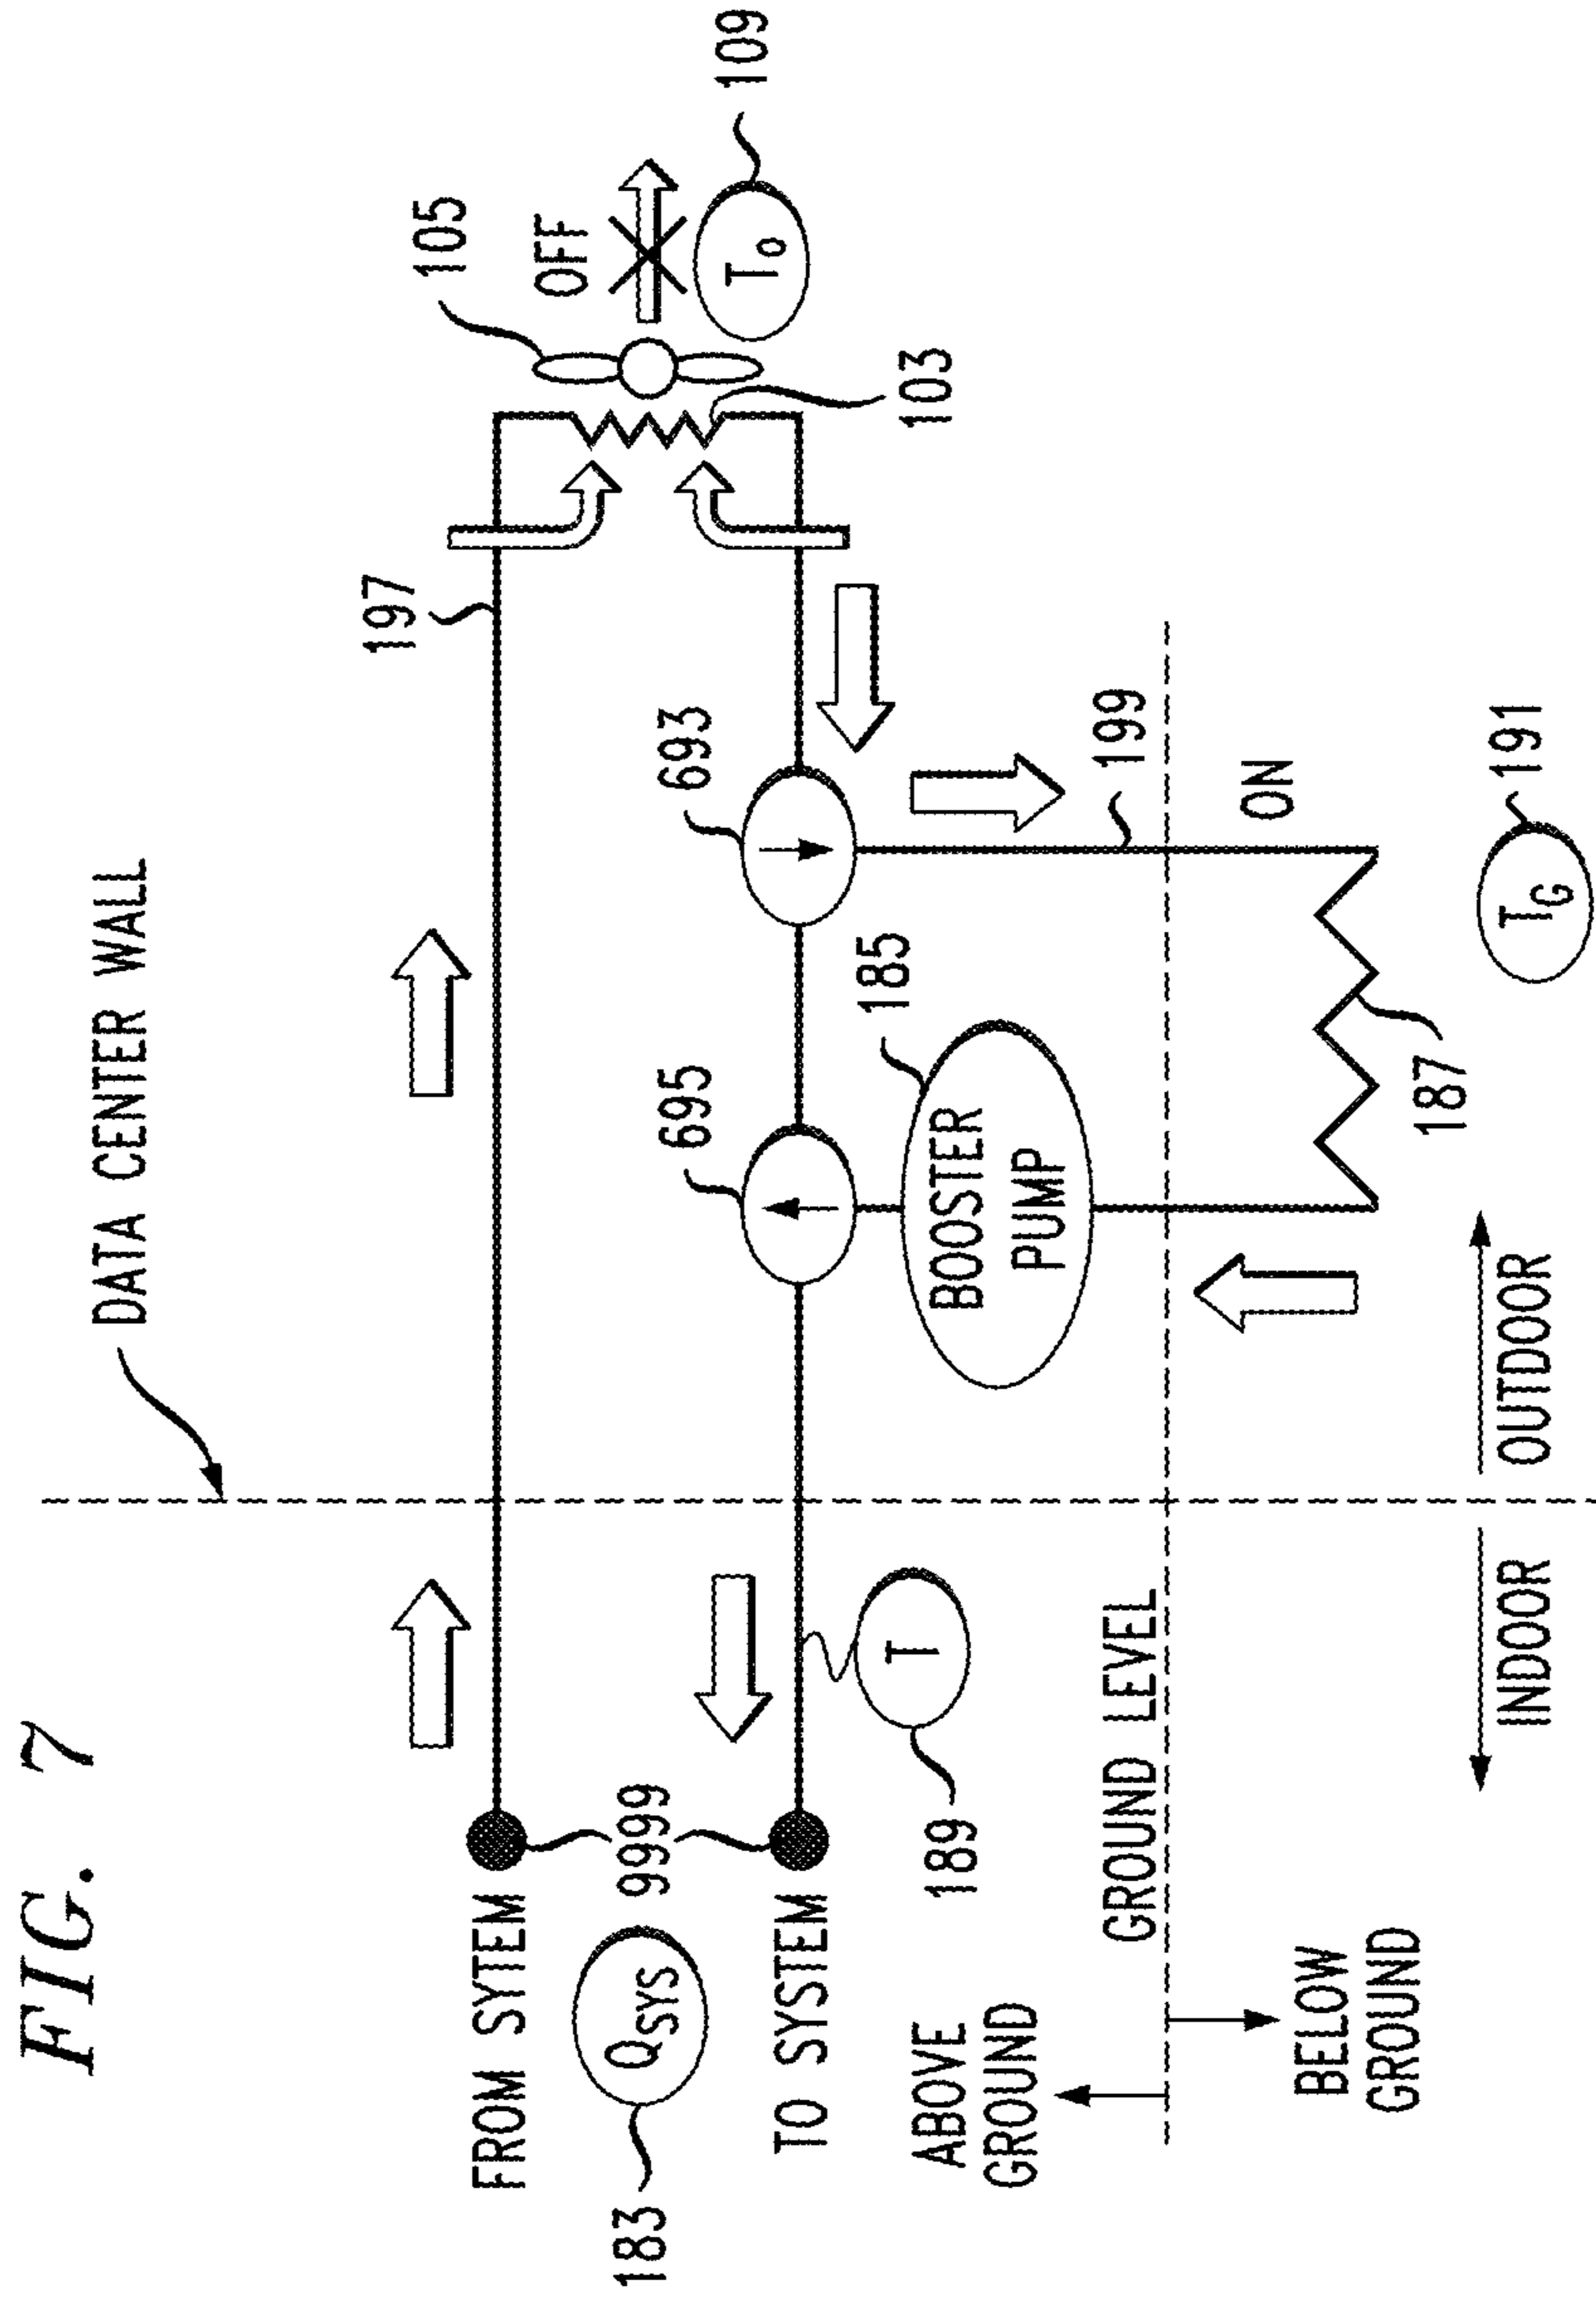 FIG. 7
DATA CENTER WALL
FROM SYTEM
197
105
OFF
183
QSYS
9999
695
693
103
TO
109
TO SYSTEM
T
189
BOOSTER
PUMP
185
ABOVE
GROUND
GROUND LEVEL
199
BELOW
GROUND
ON
187
TG
191
INDOOR
OUTDOOR